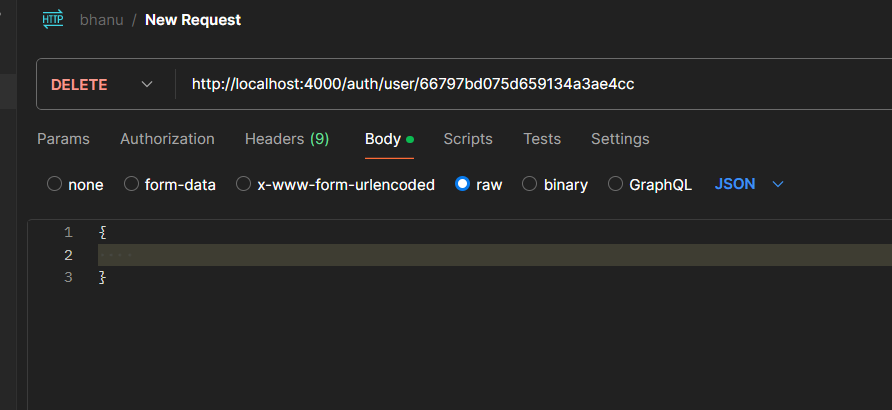 HTTP bhanu / New Request
DELETE http://localhost:4000/auth/user/66797bd075d659134a3ae4cc
Params Authorization Headers (9) Body Scripts Tests Settings
none form-data x-www-form-urlencoded raw binary GraphQL JSON
1 {
2
3 }